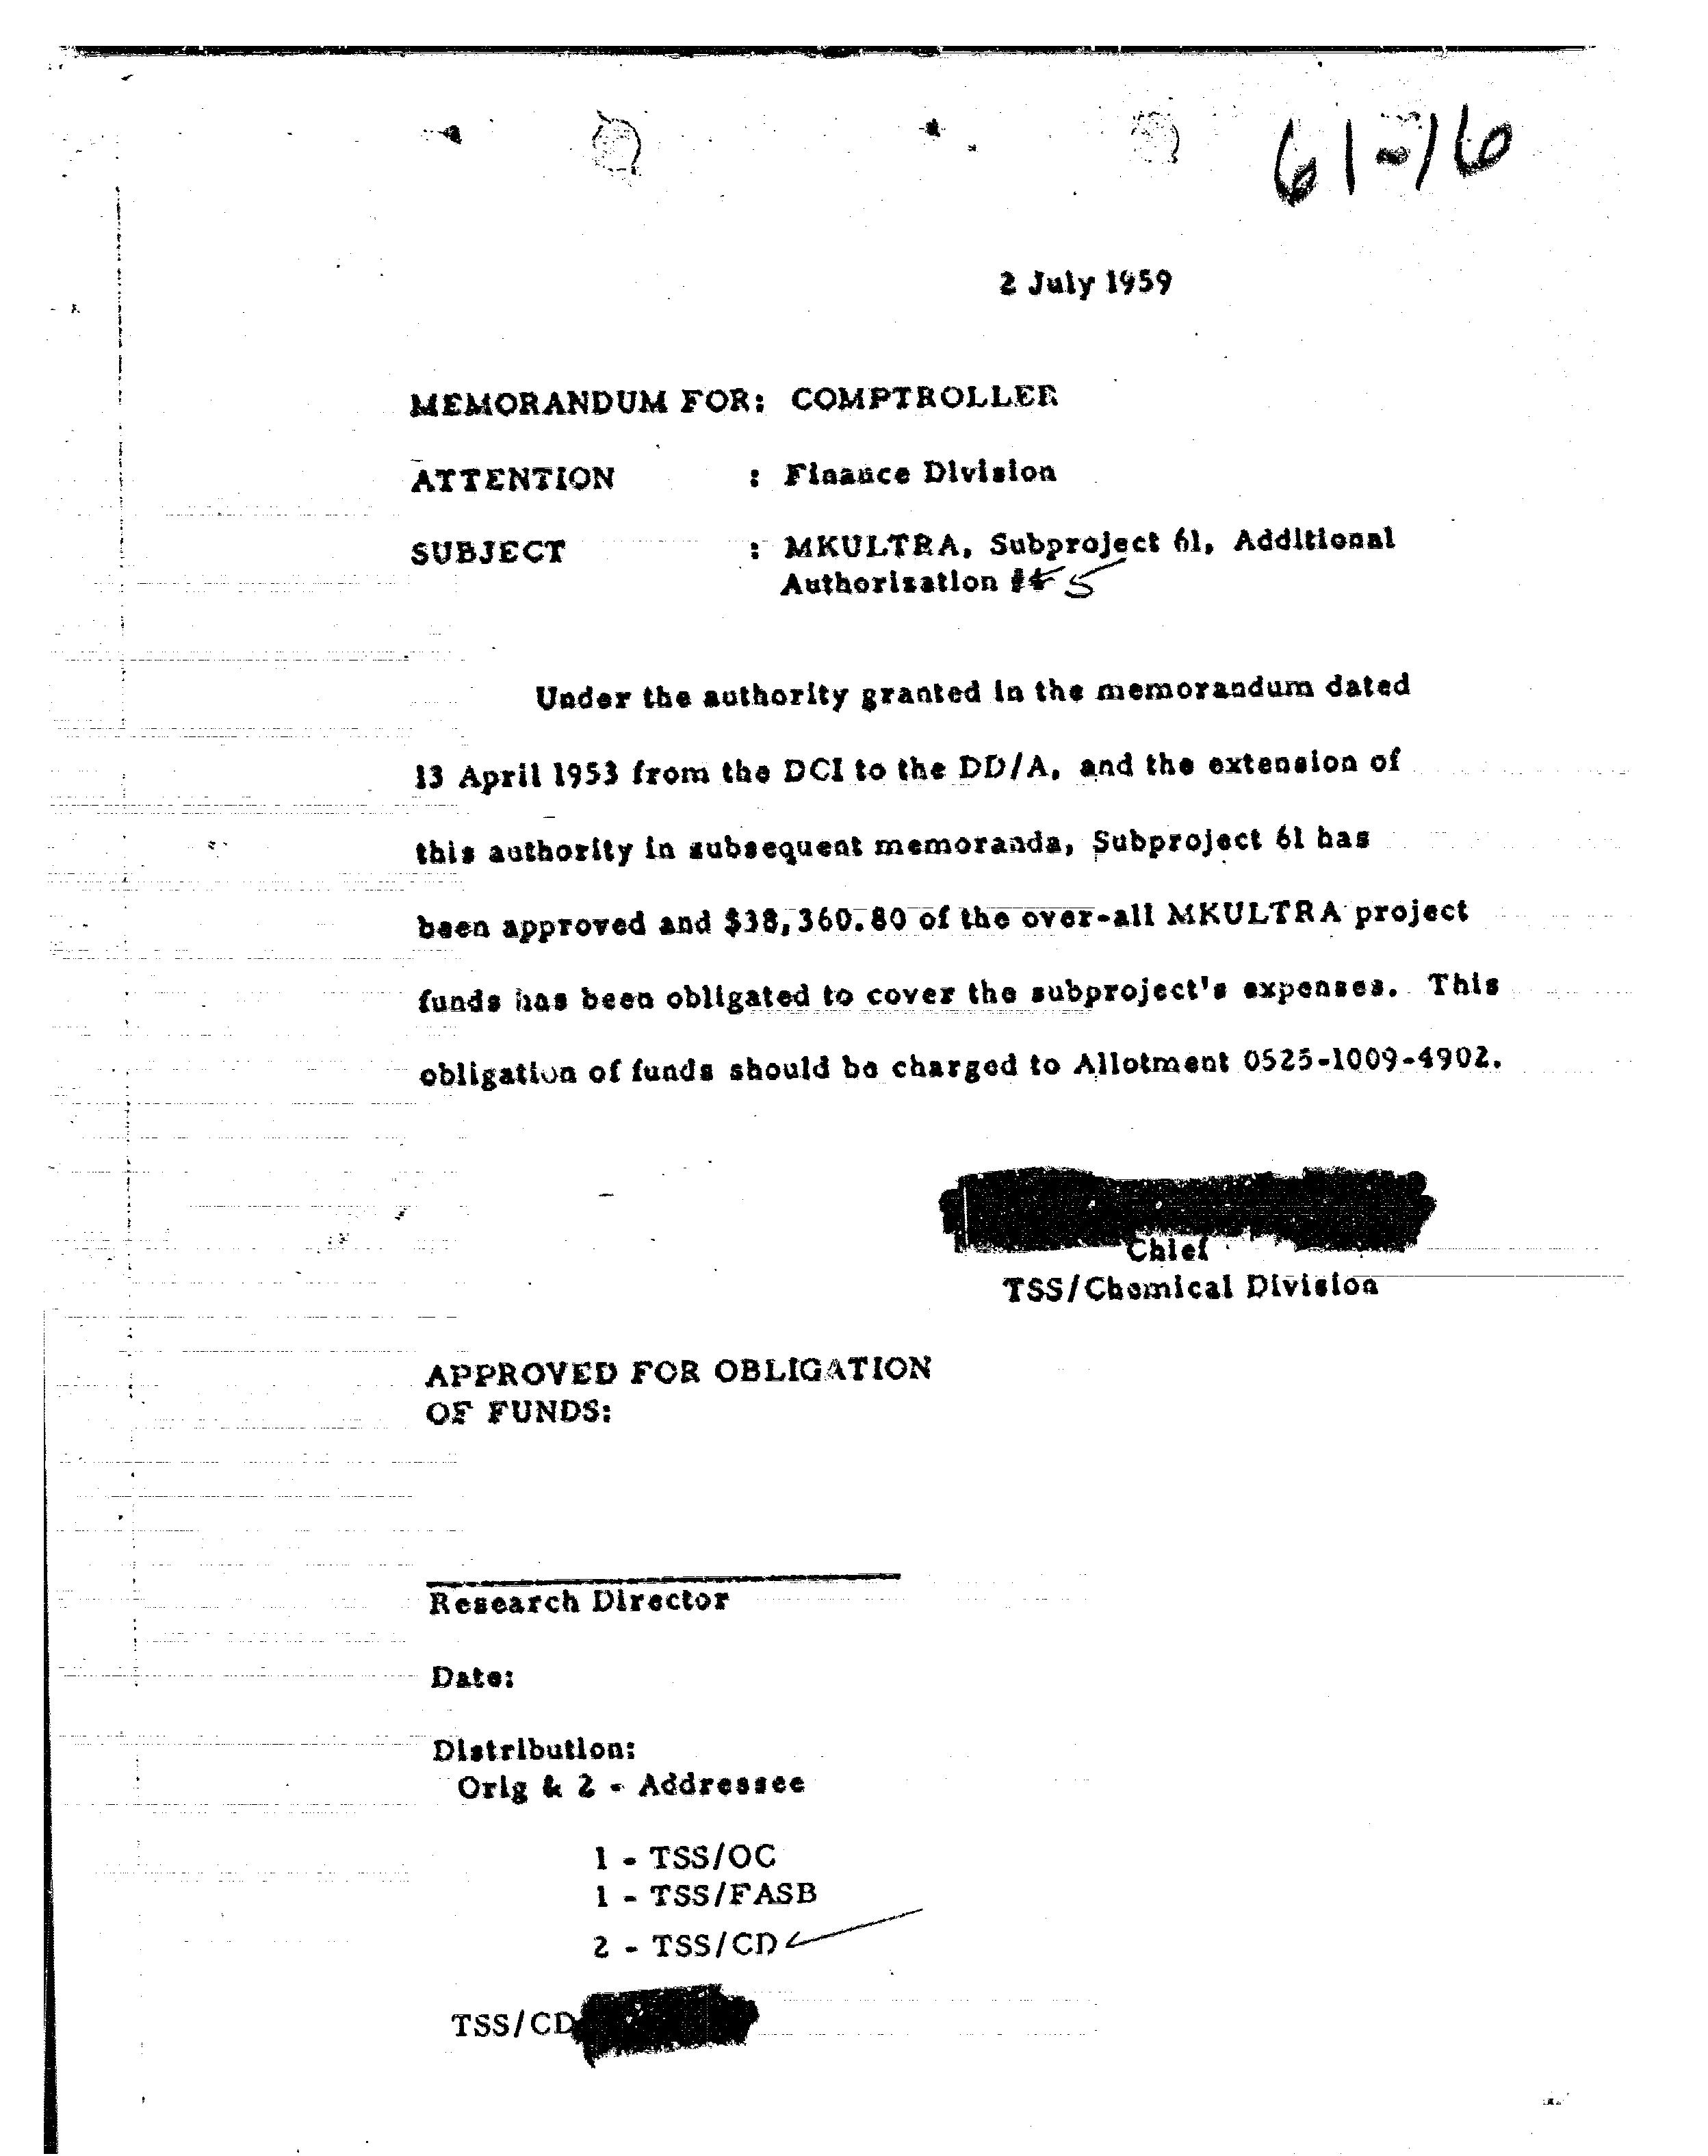 61-16
2 July 1959
MEMORANDUM FOR: COMPTROLLER
ATTENTION : Finance Division
SUBJECT : MKULTRA, Subproject 61, Additional
Authorization #4 5
Under the authority granted in the memorandum dated
13 April 1953 from the DCI to the DD/A, and the extension of
this authority in subsequent memoranda, Subproject 61 has
been approved and $38,360.80 of the over-all MKULTRA project
funds has been obligated to cover the subproject's expenses. This
obligation of funds should be charged to Allotment 0525-1009-4902.
Chief
TSS/Chemical Division
APPROVED FOR OBLIGATION
OF FUNDS:
Research Director
Date:
Distribution:
Orig & 2 - Addressee
1 - TSS/OC
1 - TSS/FASB
2 - TSS/CD
TSS/CD